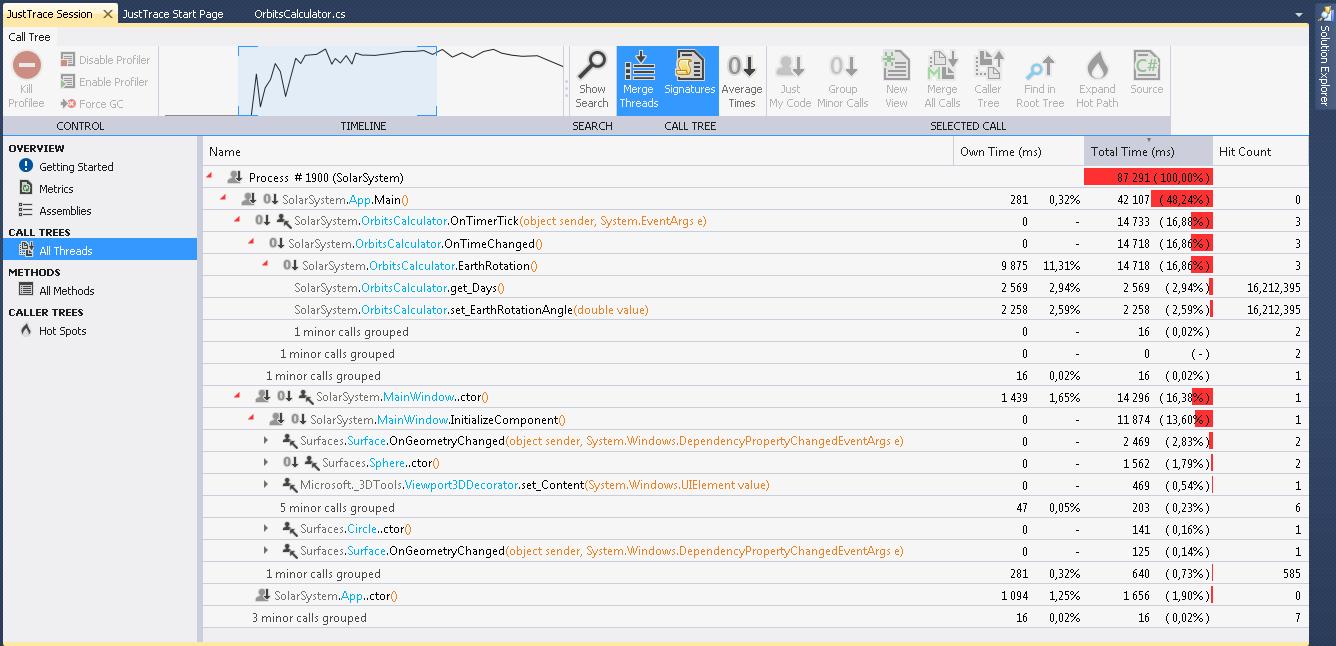 JustTrace Session JustTrace Start Page OrbitsCalculator.cs
Solution Explorer
Call Tree
Kill Profilee
Disable Profiler
Enable Profiler
Force GC
Show Search
Merge Threads
Signatures
Average Times
Just My Code
Group Minor Calls
New View
Merge All Calls
Caller Tree
Find in Root Tree
Expand Hot Path
C#
Source
CONTROL TIMELINE SEARCH CALL TREE SELECTED CALL
OVERVIEW
Getting Started
Metrics
Assemblies
CALL TREES
All Threads
METHODS
All Methods
CALLER TREES
Hot Spots
Name Own Time (ms) Total Time (ms) Hit Count
Process # 1900 (SolarSystem) 87 291 ( 100,00% )
SolarSystem.App.Main() 281 0,32% 42 107 ( 48,24% ) 0
SolarSystem.OrbitsCalculator.OnTimerTick(object sender, System.EventArgs e) 0 - 14 733 ( 16,88% ) 3
SolarSystem.OrbitsCalculator.OnTimeChanged() 0 - 14 718 ( 16,86% ) 3
SolarSystem.OrbitsCalculator.EarthRotation() 9 875 11,31% 14 718 ( 16,86% ) 3
SolarSystem.OrbitsCalculator.get_Days() 2 569 2,94% 2 569 ( 2,94% ) 16,212,395
SolarSystem.OrbitsCalculator.set_EarthRotationAngle(double value) 2 258 2,59% 2 258 ( 2,59% ) 16,212,395
1 minor calls grouped 0 - 16 ( 0,02% ) 2
1 minor calls grouped 0 - 0 ( - ) 2
1 minor calls grouped 16 0,02% 16 ( 0,02% ) 1
SolarSystem.MainWindow..ctor() 1 439 1,65% 14 296 ( 16,38% ) 1
SolarSystem.MainWindow.InitializeComponent() 0 - 11 874 ( 13,60% ) 1
Surfaces.Surface.OnGeometryChanged(object sender, System.Windows.DependencyPropertyChangedEventArgs e) 0 - 2 469 ( 2,83% ) 2
Surfaces.Sphere..ctor() 0 - 1 562 ( 1,79% ) 2
Microsoft._3DTools.Viewport3DDecorator.set_Content(System.Windows.UIElement value) 0 - 469 ( 0,54% ) 1
5 minor calls grouped 47 0,05% 203 ( 0,23% ) 6
Surfaces.Circle..ctor() 0 - 141 ( 0,16% ) 1
Surfaces.Surface.OnGeometryChanged(object sender, System.Windows.DependencyPropertyChangedEventArgs e) 0 - 125 ( 0,14% ) 1
1 minor calls grouped 281 0,32% 640 ( 0,73% ) 585
SolarSystem.App..ctor() 1 094 1,25% 1 656 ( 1,90% ) 0
3 minor calls grouped 16 0,02% 16 ( 0,02% ) 7